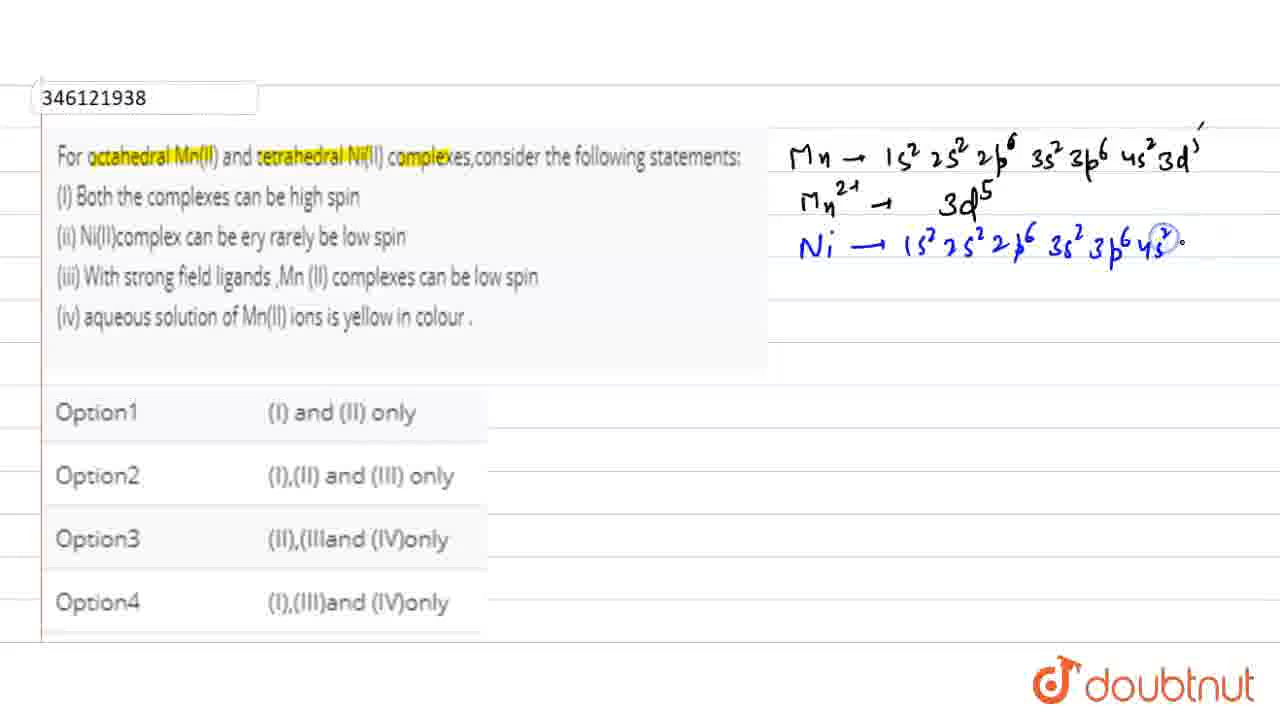 346121938
For octahedral Mn(II) and tetrahedral Ni(II) complexes,consider the following statements:
(I) Both the complexes can be high spin
(ii) Ni(II)complex can be ery rarely be low spin
(iii) With strong field ligands ,Mn (II) complexes can be low spin
(iv) aqueous solution of Mn(II) ions is yellow in colour .
Option1 (I) and (II) only
Option2 (I),(II) and (III) only
Option3 (II),(IIIand (IV)only
Option4 (I),(III)and (IV)only
Mn → 1s² 2s² 2p⁶ 3s² 3p⁶ 4s² 3d⁵
Mn²⁺ → 3d⁵
Ni → 1s² 2s² 2p⁶ 3s² 3p⁶ 4s²
doubtnut